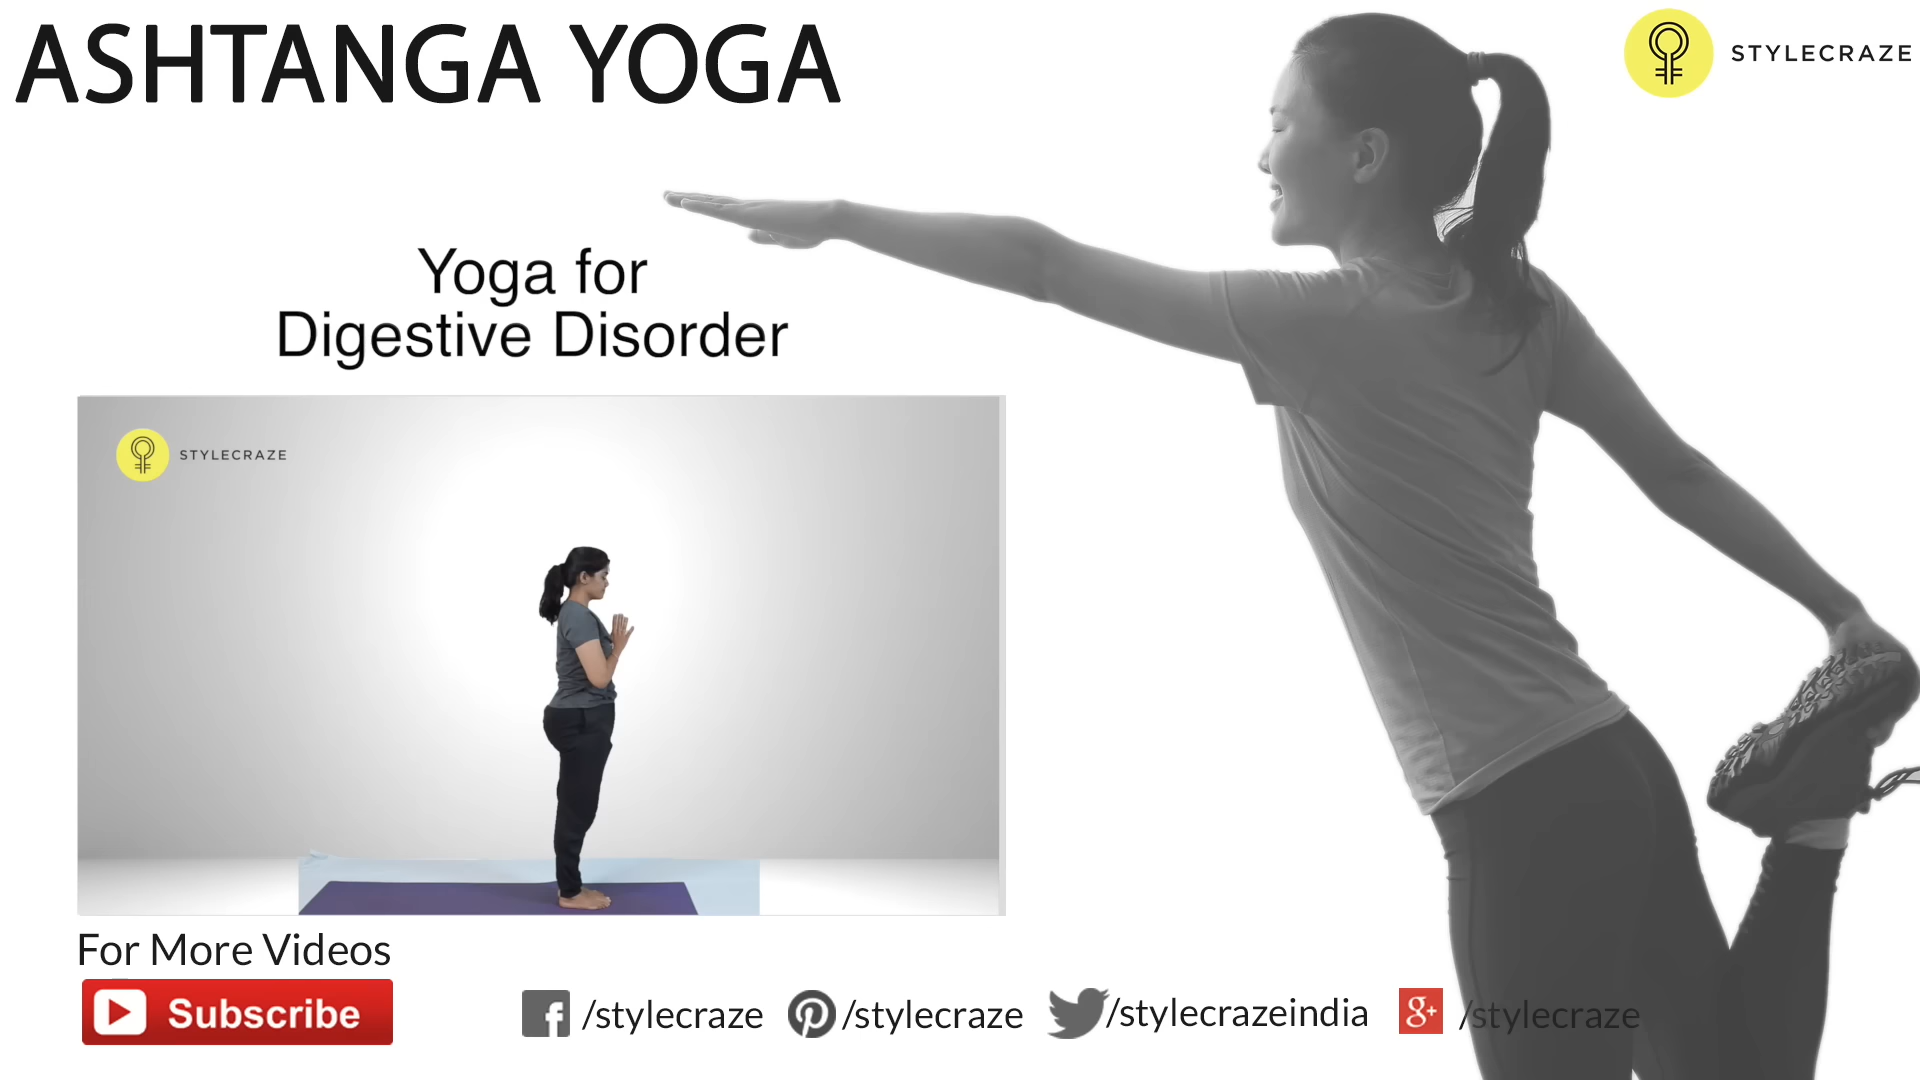 ASHTANGA YOGA
STYLECRAZE
Yoga for
Digestive Disorder
STYLECRAZE
For More Videos
Subscribe
/stylecraze
/stylecraze
/stylecrazeindia
g+ /stylecraze